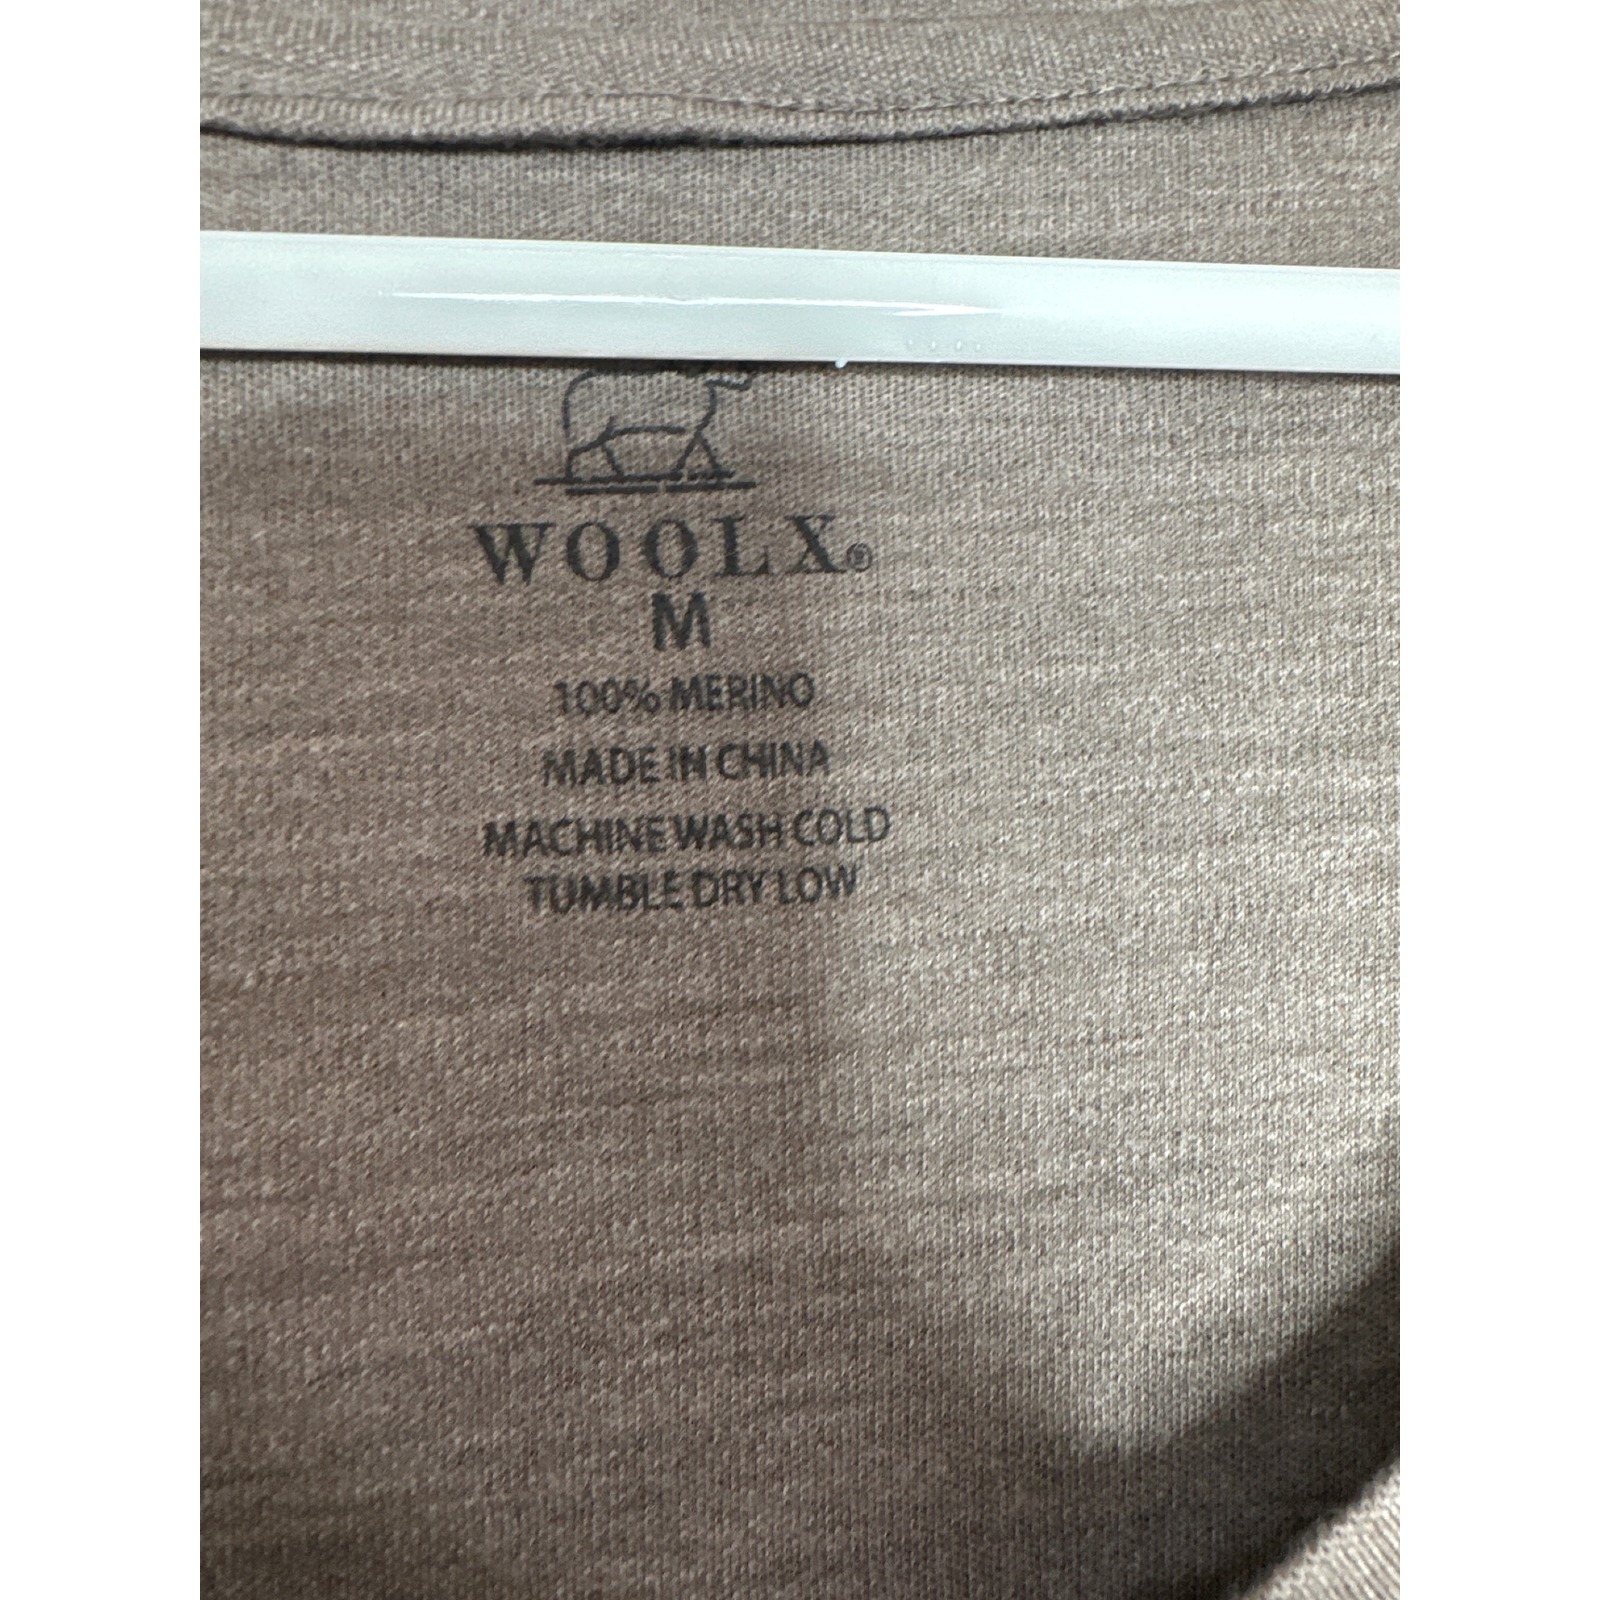 WOOLX®
M
100% MERINO
MADE IN CHINA
MACHINE WASH COLD
TUMBLE DRY LOW